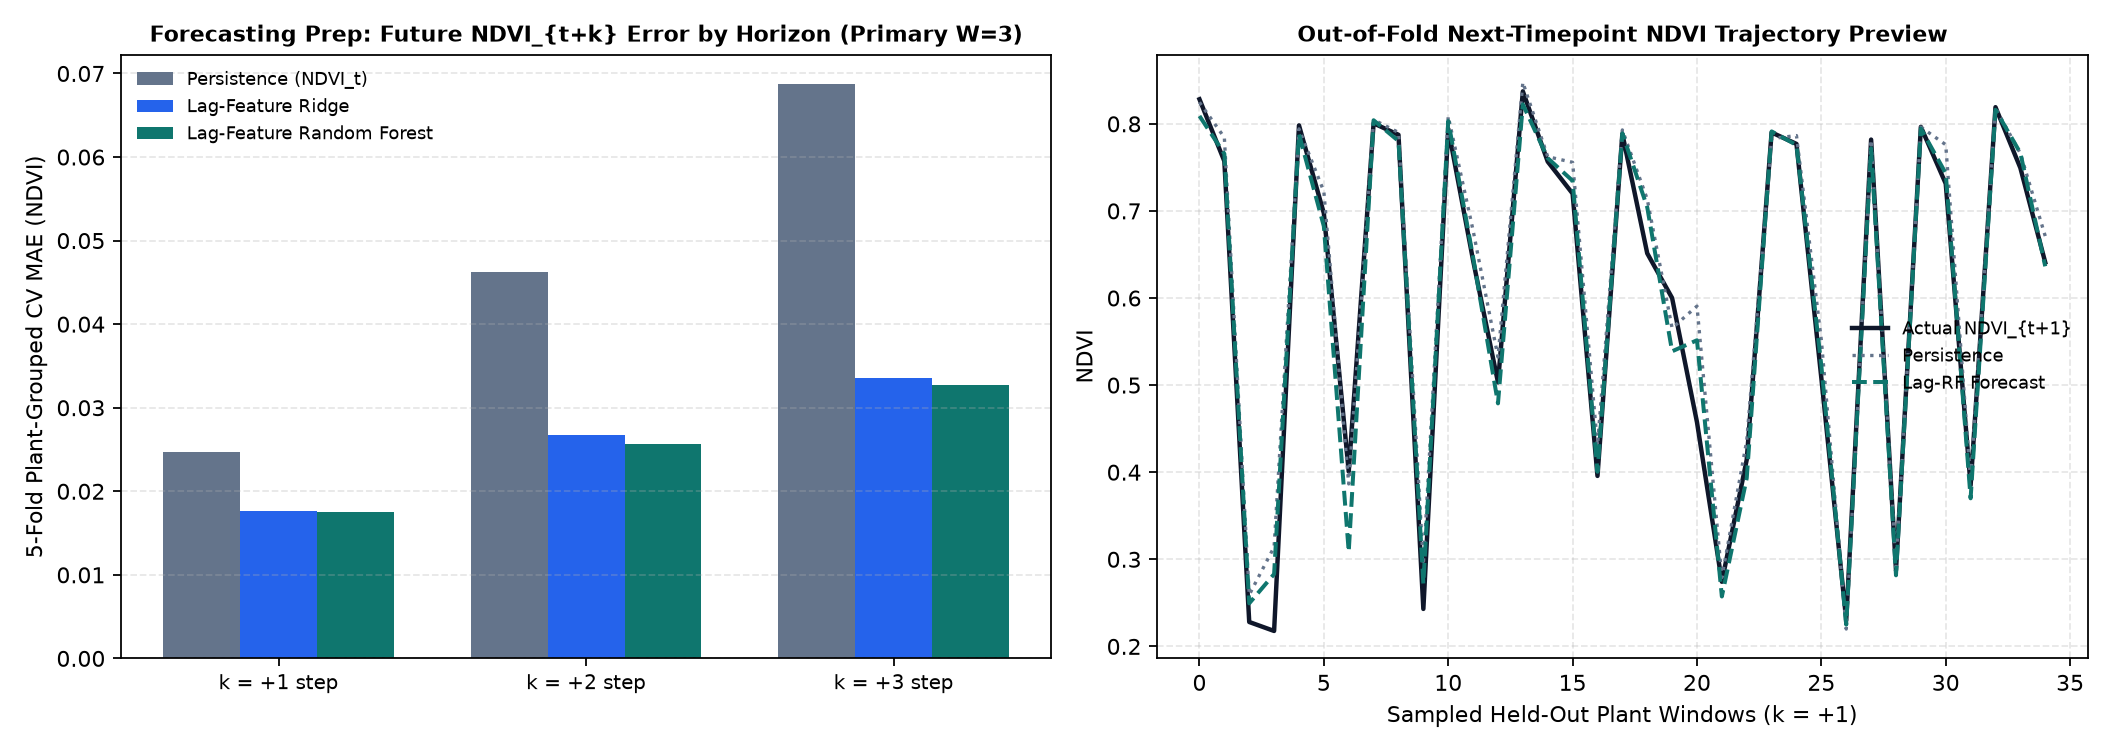 Forecasting Prep: Future NDVI_{t+k} Error by Horizon (Primary W=3)
5-Fold Plant-Grouped CV MAE (NDVI)
0.07
0.06
0.05
0.04
0.03
0.02
0.01
0.00
Persistence (NDVI_t)
Lag-Feature Ridge
Lag-Feature Random Forest
k = +1 step
k = +2 step
k = +3 step
Out-of-Fold Next-Timepoint NDVI Trajectory Preview
NDVI
0.8
0.7
0.6
0.5
0.4
0.3
0.2
Actual NDVI_{t+1}
Persistence
Lag-RF Forecast
0
5
10
15
20
25
30
35
Sampled Held-Out Plant Windows (k = +1)